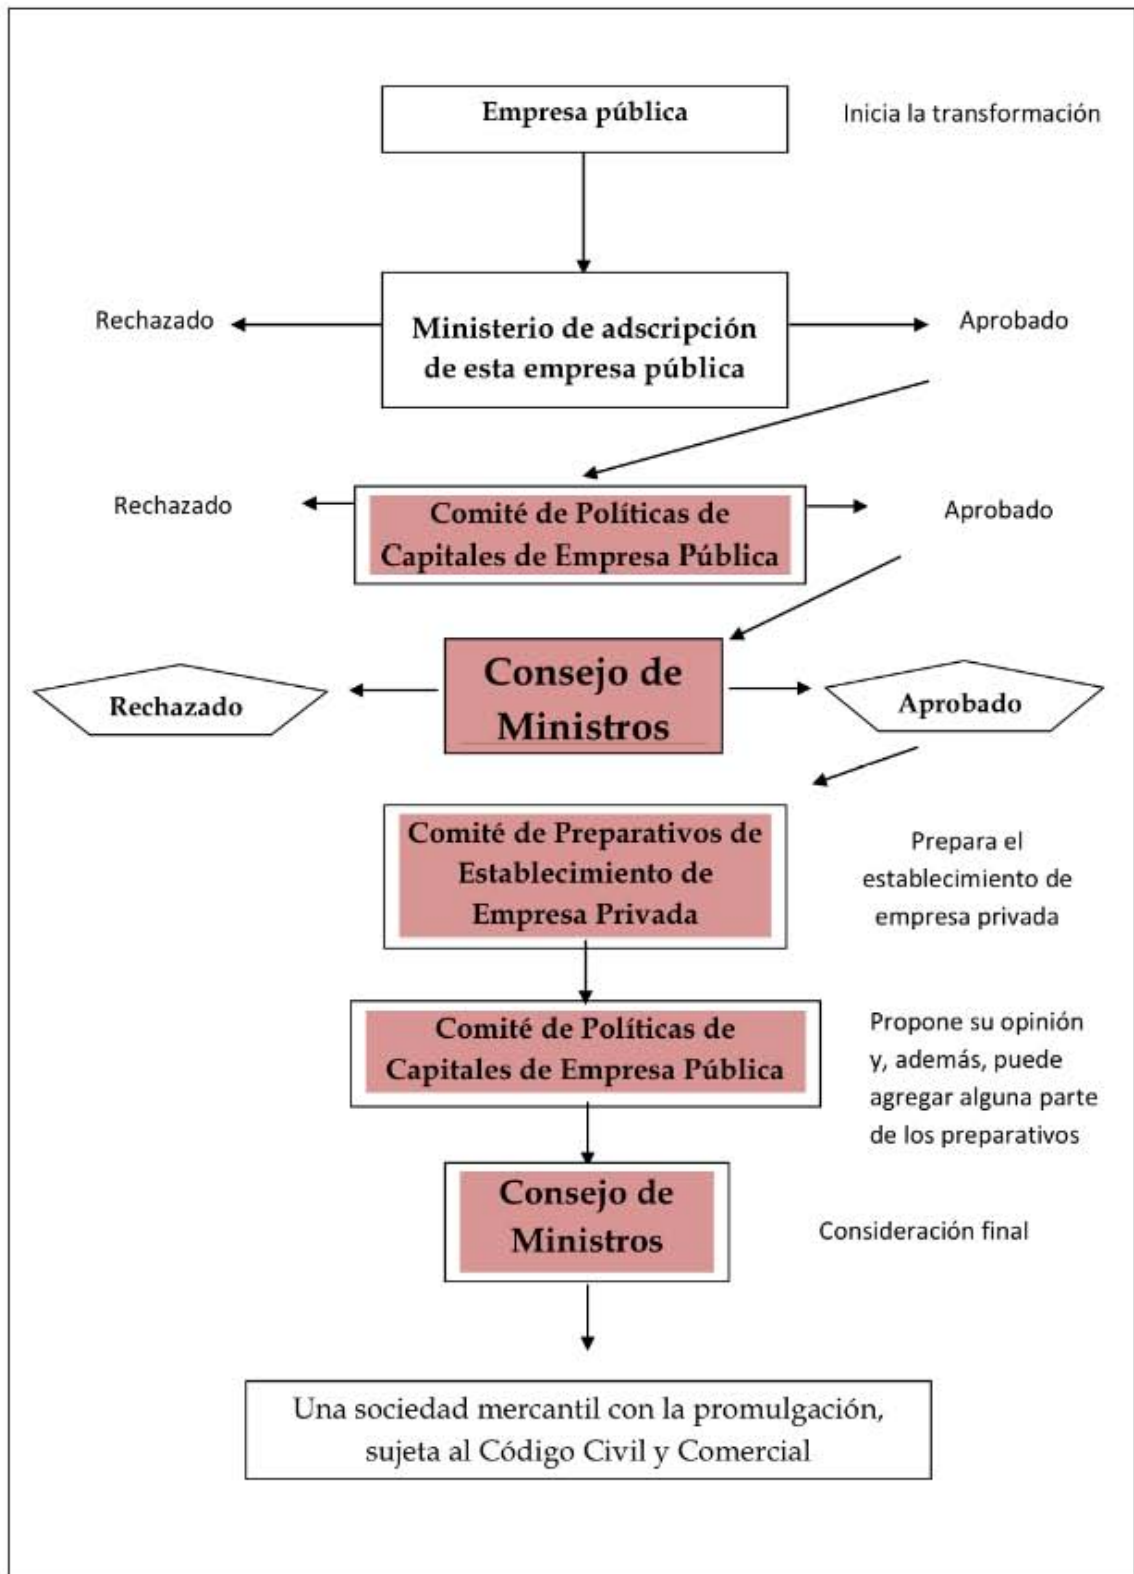 Empresa pública
Inicia la transformación
Rechazado
Ministerio de adscripción
de esta empresa pública
Aprobado
Rechazado
Comité de Políticas de
Capitales de Empresa Pública
Aprobado
Rechazado
Consejo de
Ministros
Aprobado
Comité de Preparativos de
Establecimiento de
Empresa Privada
Prepara el
establecimiento de
empresa privada
Comité de Políticas de
Capitales de Empresa Pública
Propone su opinión
y, además, puede
agregar alguna parte
de los preparativos
Consejo de
Ministros
Consideración final
Una sociedad mercantil con la promulgación,
sujeta al Código Civil y Comercial